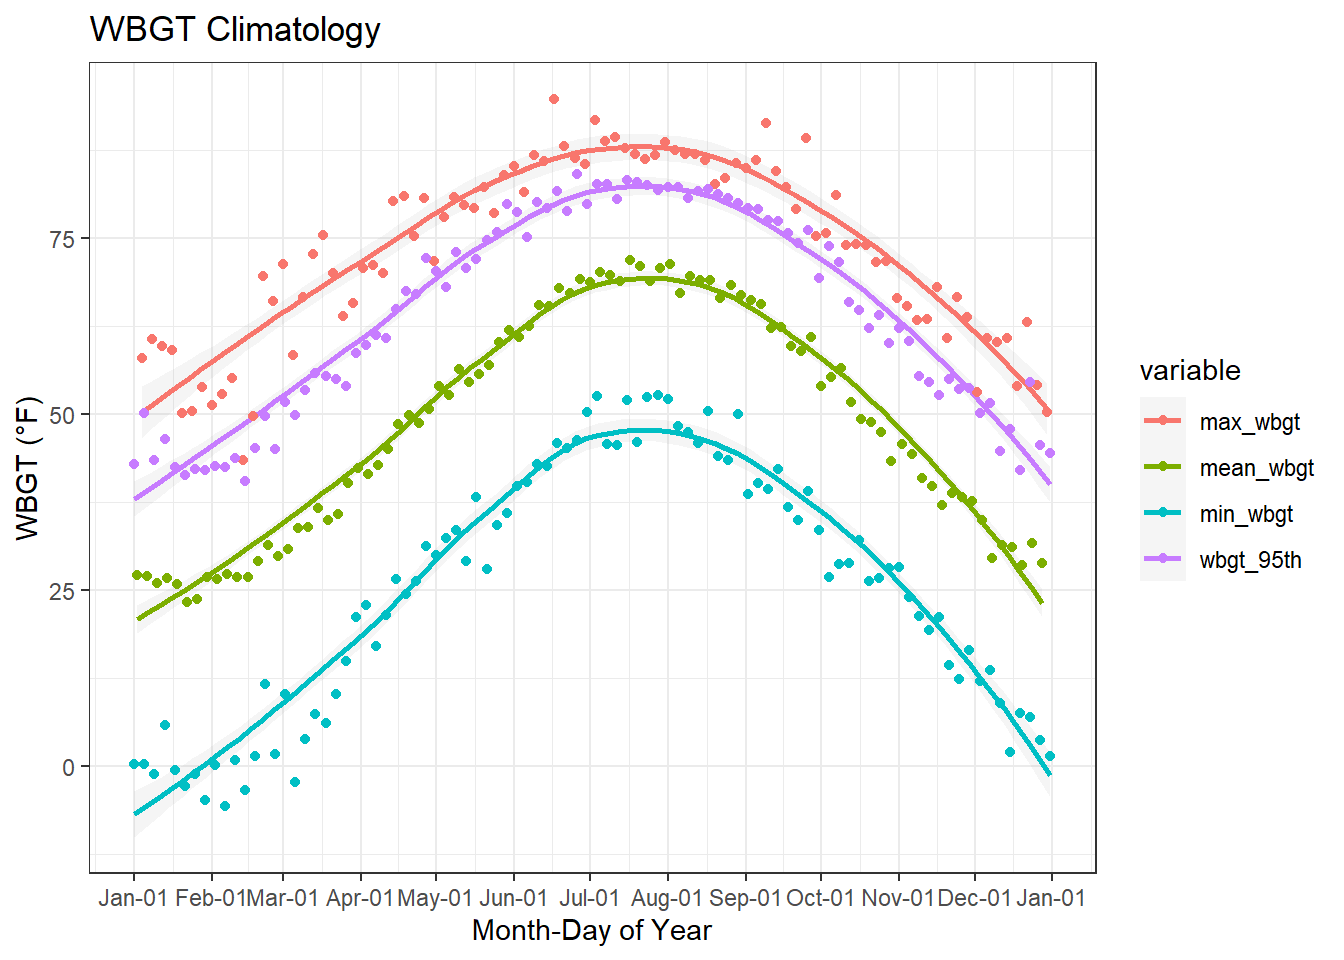 WBGT Climatology
WBGT (°F)
75
50
25
0
Jan-01 Feb-01 Mar-01 Apr-01 May-01 Jun-01 Jul-01 Aug-01 Sep-01 Oct-01 Nov-01 Dec-01 Jan-01
Month-Day of Year
variable
max_wbgt
mean_wbgt
min_wbgt
wbgt_95th